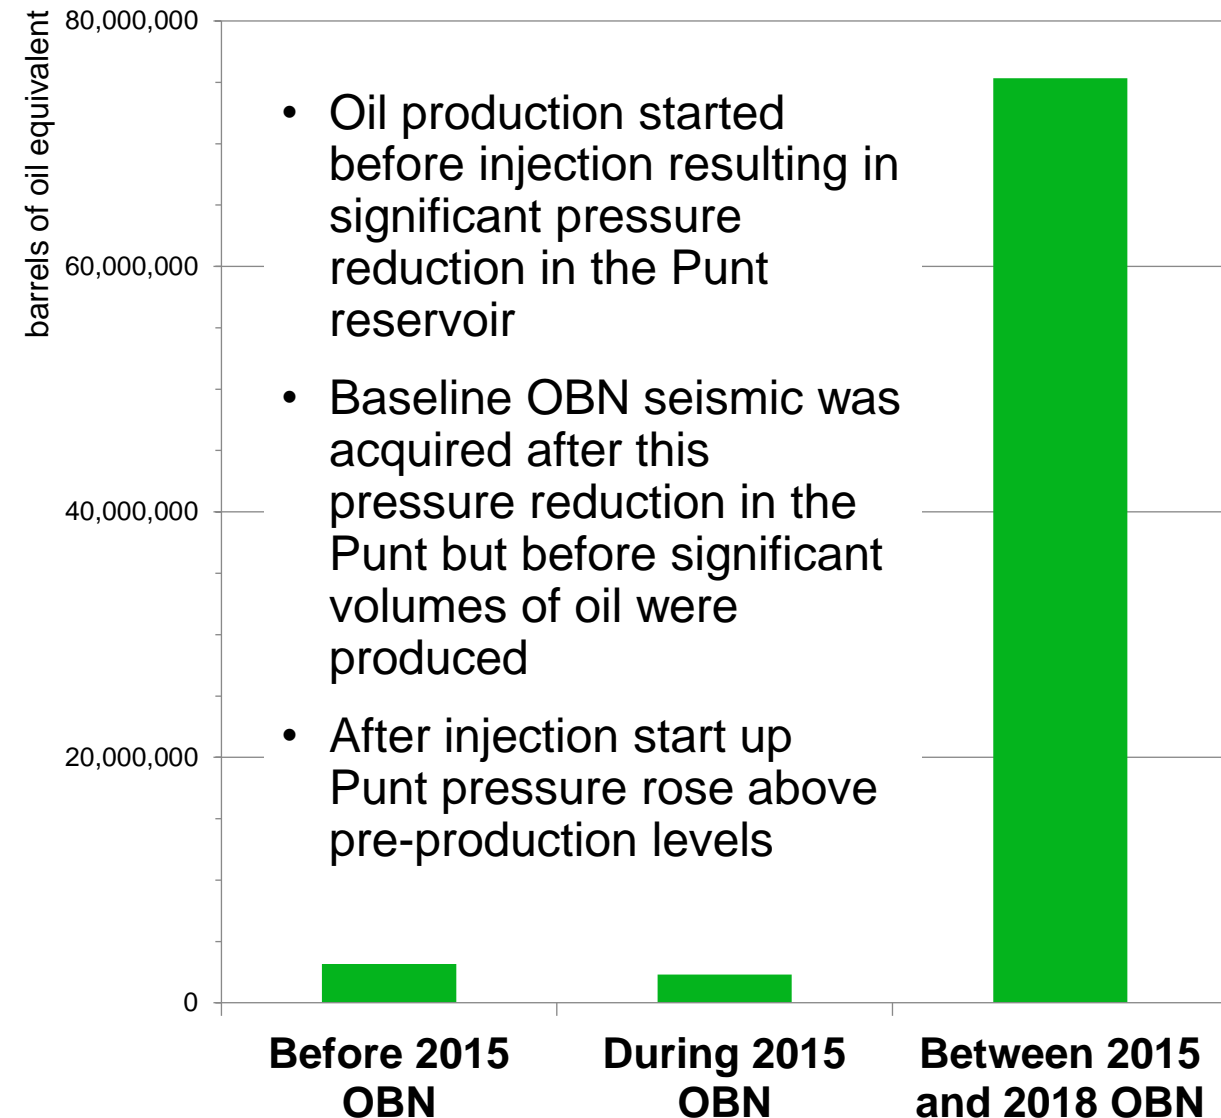 barrels of oil equivalent
80,000,000
60,000,000
40,000,000
20,000,000
0
• Oil production started
before injection resulting in
significant pressure
reduction in the Punt
reservoir
• Baseline OBN seismic was
acquired after this
pressure reduction in the
Punt but before significant
volumes of oil were
produced
• After injection start up
Punt pressure rose above
pre-production levels
Before 2015
OBN
During 2015
OBN
Between 2015
and 2018 OBN